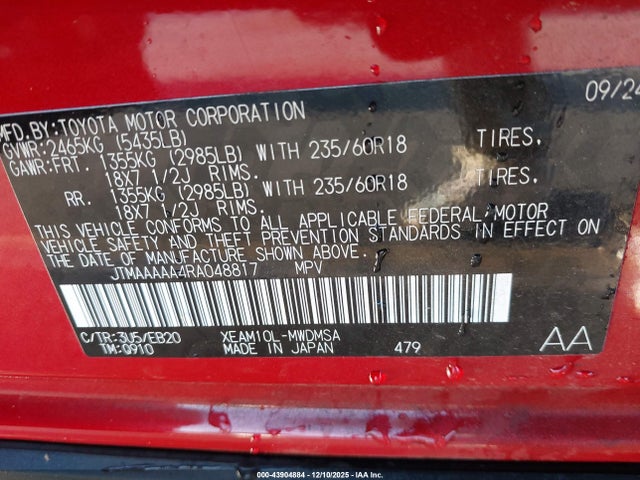 MFD.BY:TOYOTA MOTOR CORPORATION 09/24
GVWR:2465KG (5435LB)
GAWR:FRT. 1355KG (2985LB) WITH 235/60R18 TIRES.
18X7 1/2J RIMS.
RR. 1355KG (2985LB) WITH 235/60R18 TIRES.
18X7 1/2J RIMS.
THIS VEHICLE CONFORMS TO ALL APPLICABLE FEDERAL MOTOR
VEHICLE SAFETY AND THEFT PREVENTION STANDARDS IN EFFECT ON
THE DATE OF MANUFACTURE SHOWN ABOVE.
JTMAAAAA4RA048817 MPV
C/TR:3U5/EB20 XEAM10L-MWDMSA
TM:Q910 MADE IN JAPAN 479 AA
000-43904884 - 12/10/2025 - IAA Inc.